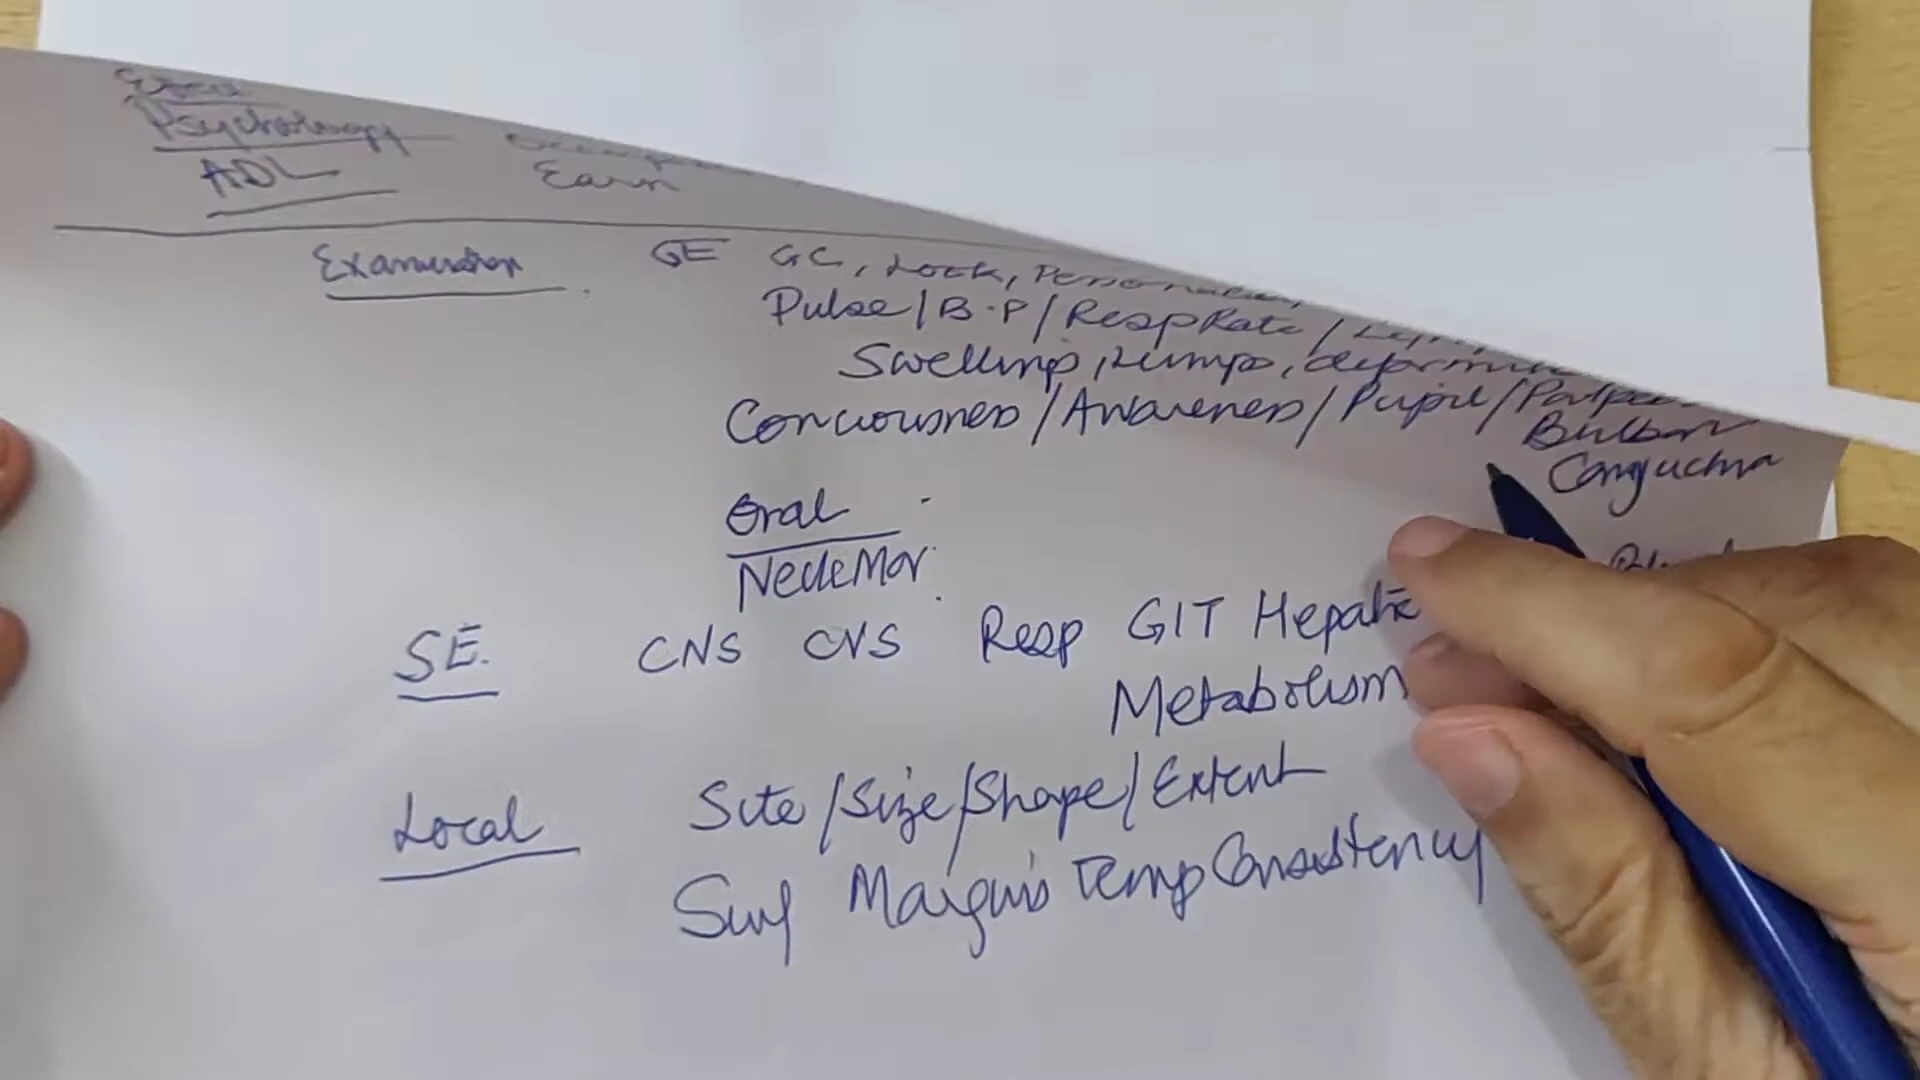 Psychology
ADL Earn
Examination GE GC, Look,
Pulse/B.P/Resp Rate/
Swelling, Lumps,
Conciousness/Awareness/Pupil/
Bulbar
Conjuctiva
Oral
Neck Mov.
SE. CNS CVS Resp GIT Hepatic
Metabolism
Local Site/Size/Shape/Extent
Surf Margins Temp Consistency